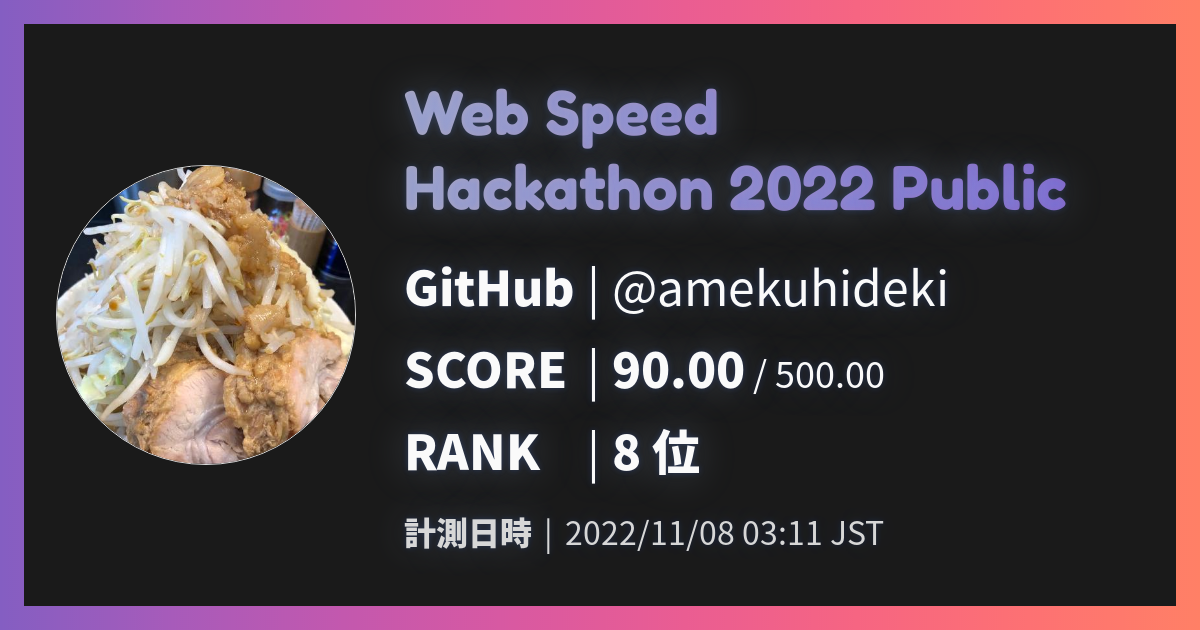 Web Speed
Hackathon 2022 Public
GitHub | @amekuhideki
SCORE | 90.00 / 500.00
RANK | 8 位
計測日時 | 2022/11/08 03:11 JST